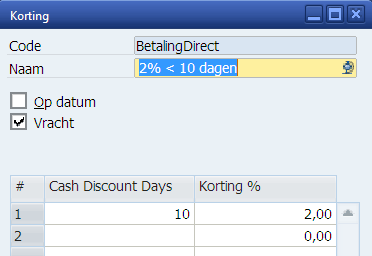 Korting
Code BetalingDirect
Naam 2% < 10 dagen
Op datum
Vracht
# Cash Discount Days Korting %
1 10 2,00
2 0,00